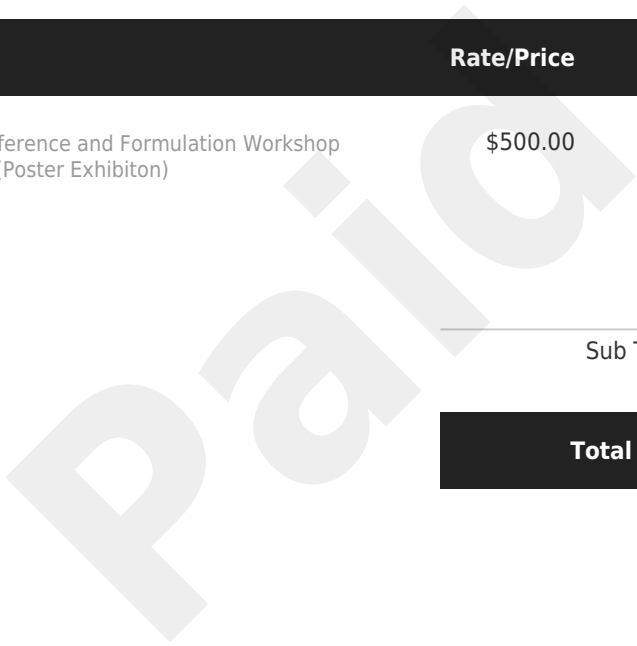 Rate/Price
ference and Formulation Workshop
$500.00
(Poster Exhibiton)
Sub
Total
Paid